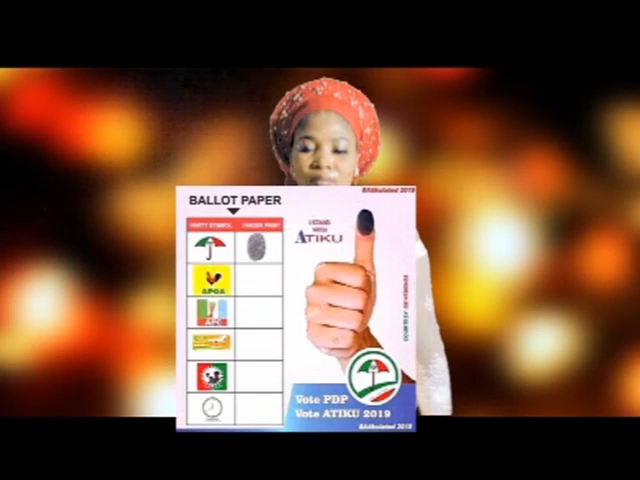 BALLOT PAPER
PARTY SYMBOL
FINGER PRINT
APGA
APC
Atikulated 2019
I STAND
WITH
ATIKU
Vote PDP
Vote ATIKU 2019
Atikulated 2019